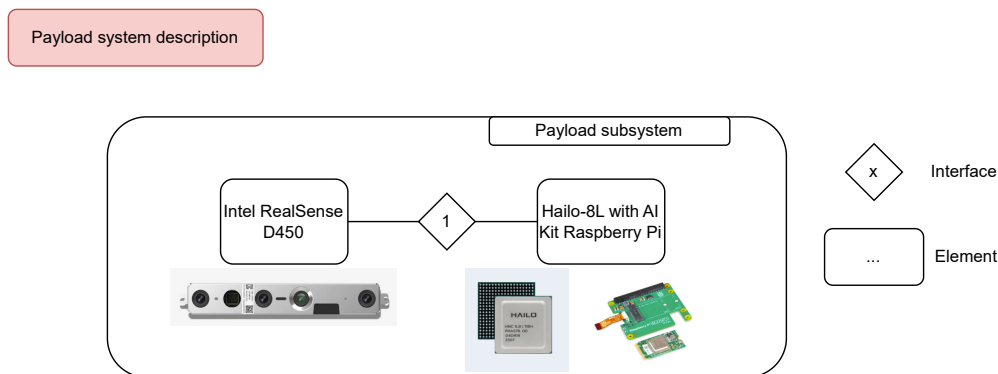 Payload system description
Payload subsystem
Intel RealSense
D450
1
Hailo-8L with AI
Kit Raspberry Pi
x
Interface
...
Element
HAILO